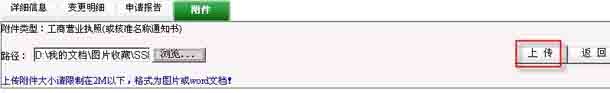 详细信息 变更明细 申请报告 附件
附件类型：工商营业执照(或核准名称通知书)
路径： D:\我的文档\图片收藏\SS 浏览... 上 传 返 回
上传附件大小请限制在2M以下，格式为图片或word文档！